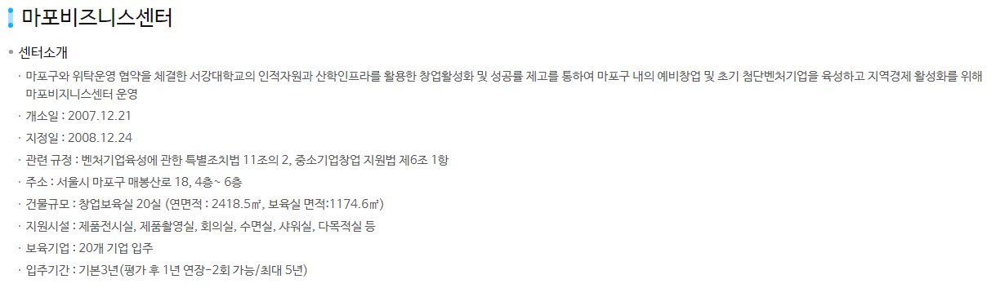 마포비즈니스센터
• 센터소개
· 마포구와 위탁운영 협약을 체결한 서강대학교의 인적자원과 산학인프라를 활용한 창업활성화 및 성공률 제고를 통하여 마포구 내의 예비창업 및 초기 첨단벤처기업을 육성하고 지역경제 활성화를 위해
마포비지니스센터 운영
· 개소일 : 2007.12.21
· 지정일 : 2008.12.24
· 관련 규정 : 벤처기업육성에 관한 특별조치법 11조의 2, 중소기업창업 지원법 제6조 1항
· 주소 : 서울시 마포구 매봉산로 18, 4층~ 6층
· 건물규모 : 창업보육실 20실 (연면적 : 2418.5㎡, 보육실 면적:1174.6㎡)
· 지원시설 : 제품전시실, 제품촬영실, 회의실, 수면실, 샤워실, 다목적실 등
· 보육기업 : 20개 기업 입주
· 입주기간 : 기본3년(평가 후 1년 연장-2회 가능/최대 5년)